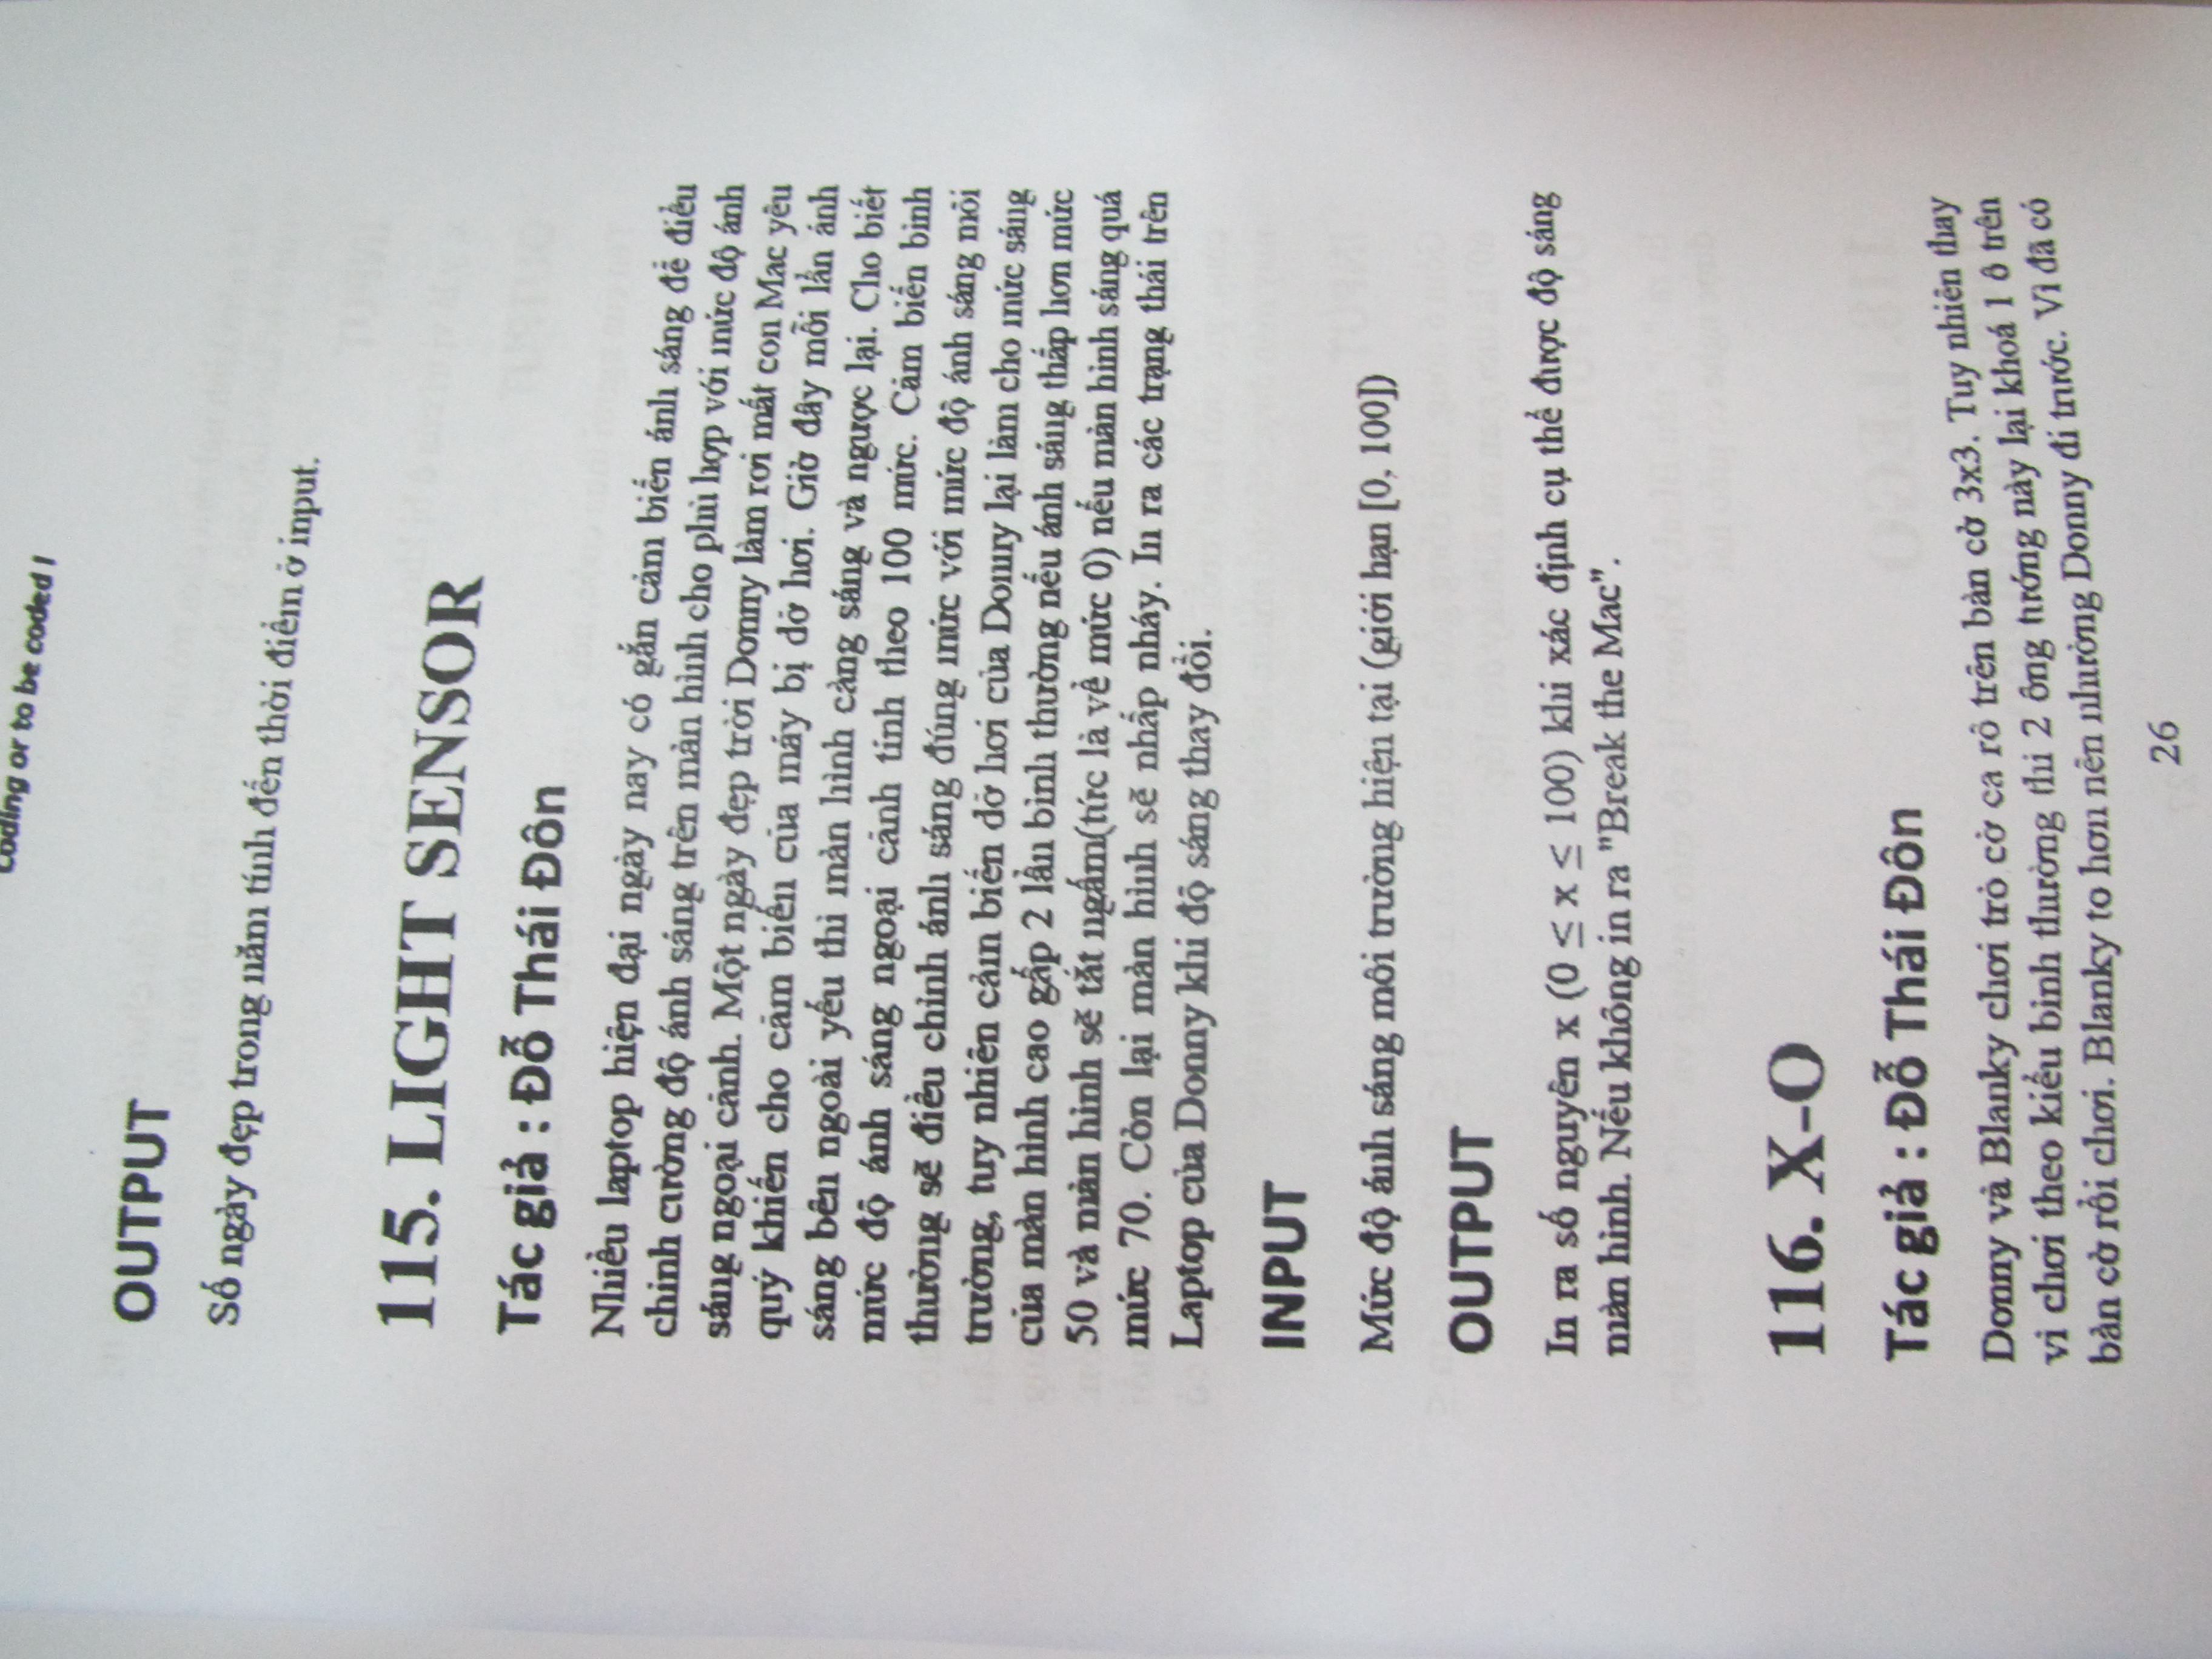 Coding or to be coded !
OUTPUT
Số ngày đẹp trong năm tính đến thời điểm ở input.
115. LIGHT SENSOR
Tác giả : Đỗ Thái Đôn
Nhiều laptop hiện đại ngày nay có gắn cảm biến ánh sáng để điều
chỉnh cường độ ánh sáng trên màn hình cho phù hợp với mức độ ánh
sáng ngoại cảnh. Một ngày đẹp trời Donny làm rơi mất con Mac yêu
quý khiến cho cảm biến của máy bị dở hơi. Giờ đây mỗi lần ánh
sáng bên ngoài yếu thì màn hình càng sáng và ngược lại. Cho biết
mức độ ánh sáng ngoại cảnh tính theo 100 mức. Cảm biến bình
thường sẽ điều chỉnh ánh sáng đúng mức với mức độ ánh sáng môi
trường, tuy nhiên cảm biến dở hơi của Donny lại làm cho mức sáng
của màn hình cao gấp 2 lần bình thường nếu ánh sáng thấp hơn mức
50 và màn hình sẽ tắt ngấm(tức là về mức 0) nếu màn hình sáng quá
mức 70. Còn lại màn hình sẽ nhấp nháy. In ra các trạng thái trên
Laptop của Donny khi độ sáng thay đổi.
INPUT
Mức độ ánh sáng môi trường hiện tại (giới hạn [0, 100])
OUTPUT
In ra số nguyên x (0 ≤ x ≤ 100) khi xác định cụ thể được độ sáng
màn hình. Nếu không in ra "Break the Mac".
116. X-O
Tác giả : Đỗ Thái Đôn
Donny và Blanky chơi trò cờ ca rô trên bàn cờ 3x3. Tuy nhiên thay
vì chơi theo kiểu bình thường thì 2 ông tướng này lại khoá 1 ô trên
bàn cờ rồi chơi. Blanky to hơn nên nhường Donny đi trước. Vì đã có
26